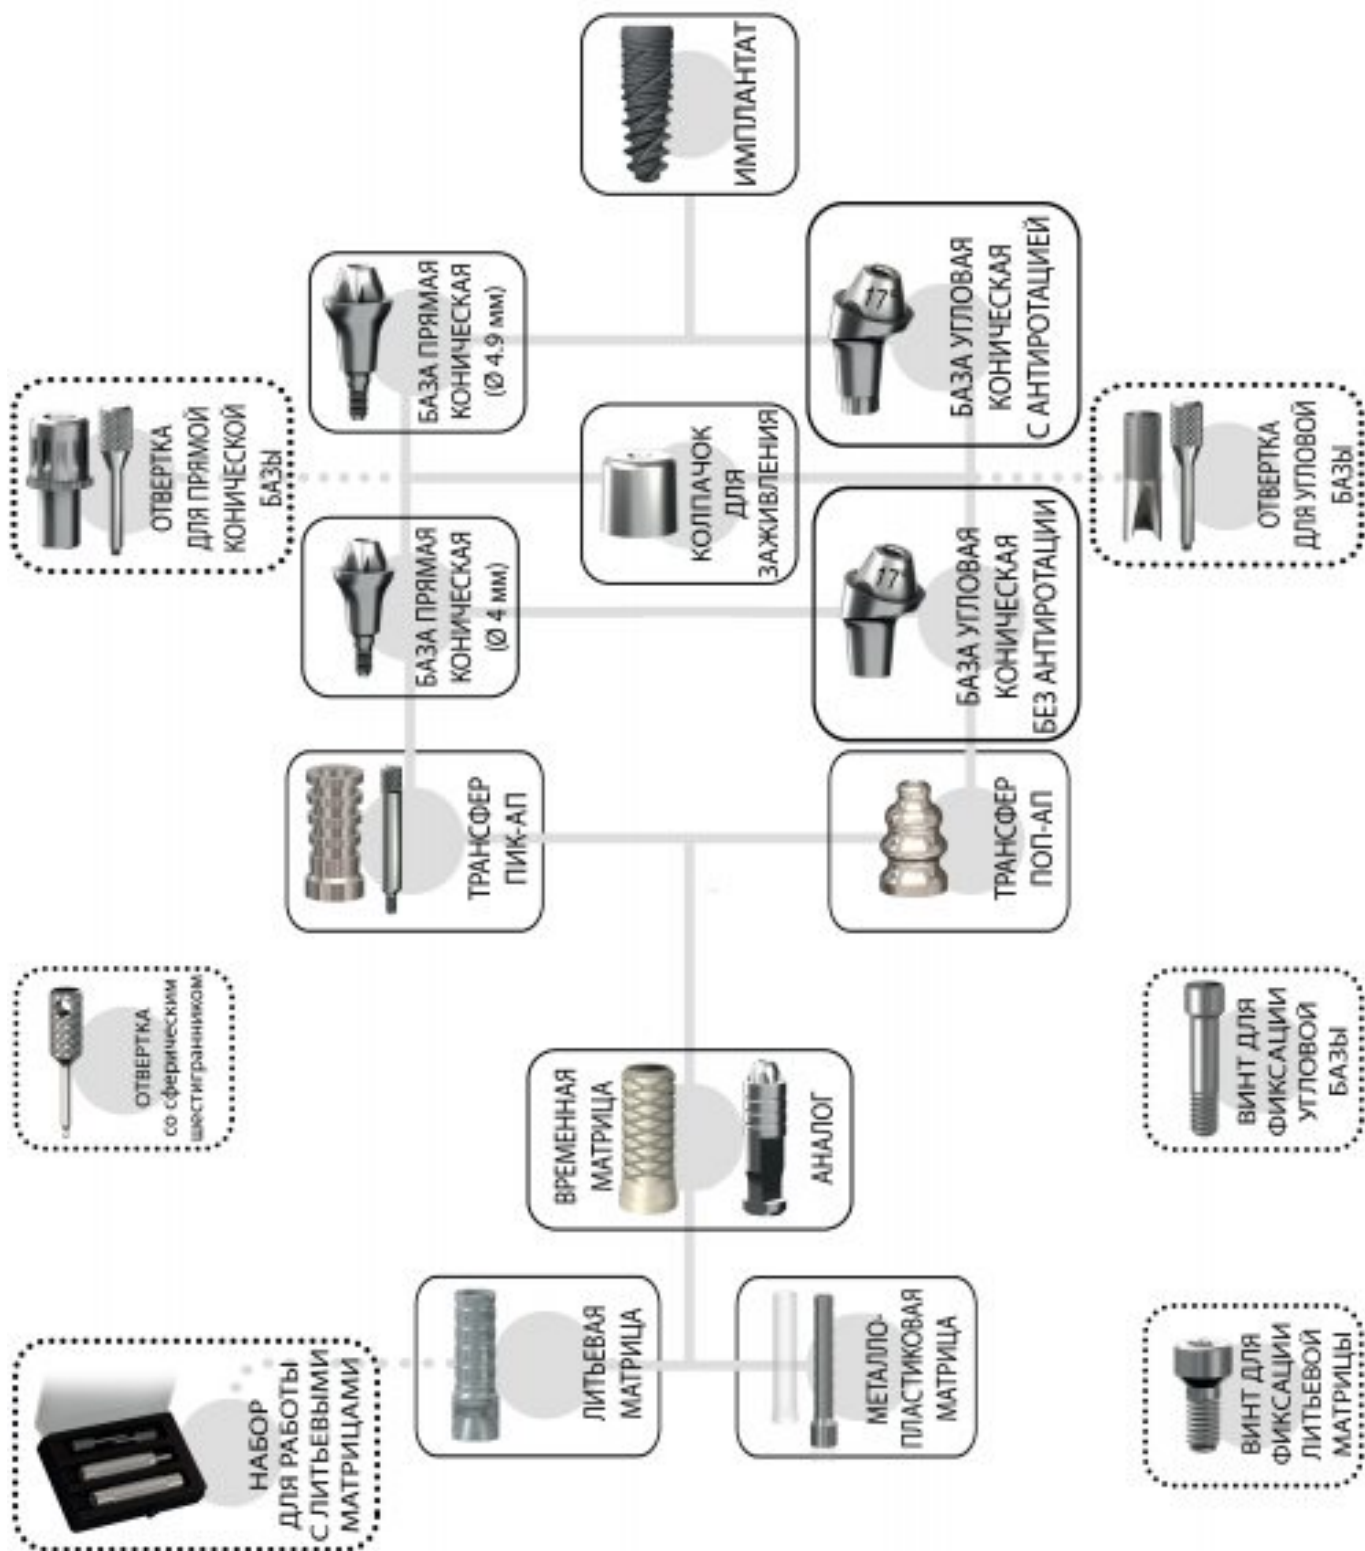 НАБОР
ДЛЯ РАБОТЫ
С ЛИТЬЕВЫМИ
МАТРИЦАМИ
ОТВЕРТКА
со сферическим
шестигранником
ОТВЕРТКА
ДЛЯ ПРЯМОЙ
КОНИЧЕСКОЙ
БАЗЫ
ТРАНСФЕР
ПИК-АП
БАЗА ПРЯМАЯ
КОНИЧЕСКАЯ
(Ø 4 мм)
БАЗА ПРЯМАЯ
КОНИЧЕСКАЯ
(Ø 4.9 мм)
ЛИТЬЕВАЯ
МАТРИЦА
ВРЕМЕННАЯ
МАТРИЦА
АНАЛОГ
КОЛПАЧОК
ДЛЯ
ЗАЖИВЛЕНИЯ
ИМПЛАНТАТ
МЕТАЛЛО-
ПЛАСТИКОВАЯ
МАТРИЦА
ТРАНСФЕР
ПОП-АП
17°
БАЗА УГЛОВАЯ
КОНИЧЕСКАЯ
БЕЗ АНТИРОТАЦИИ
17°
БАЗА УГЛОВАЯ
КОНИЧЕСКАЯ
С АНТИРОТАЦИЕЙ
ВИНТ ДЛЯ
ФИКСАЦИИ
ЛИТЬЕВОЙ
МАТРИЦЫ
ВИНТ ДЛЯ
ФИКСАЦИИ
УГЛОВОЙ
БАЗЫ
ОТВЕРТКА
ДЛЯ УГЛОВОЙ
БАЗЫ